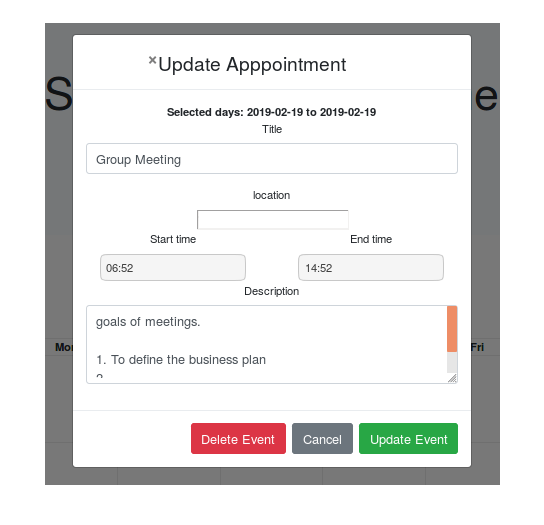 ×Update Apppointment
S
e
Selected days: 2019-02-19 to 2019-02-19
Title
Group Meeting
location
Start time End time
06:52 14:52
Description
goals of meetings.
1. To define the business plan
Fri
Delete Event Cancel Update Event